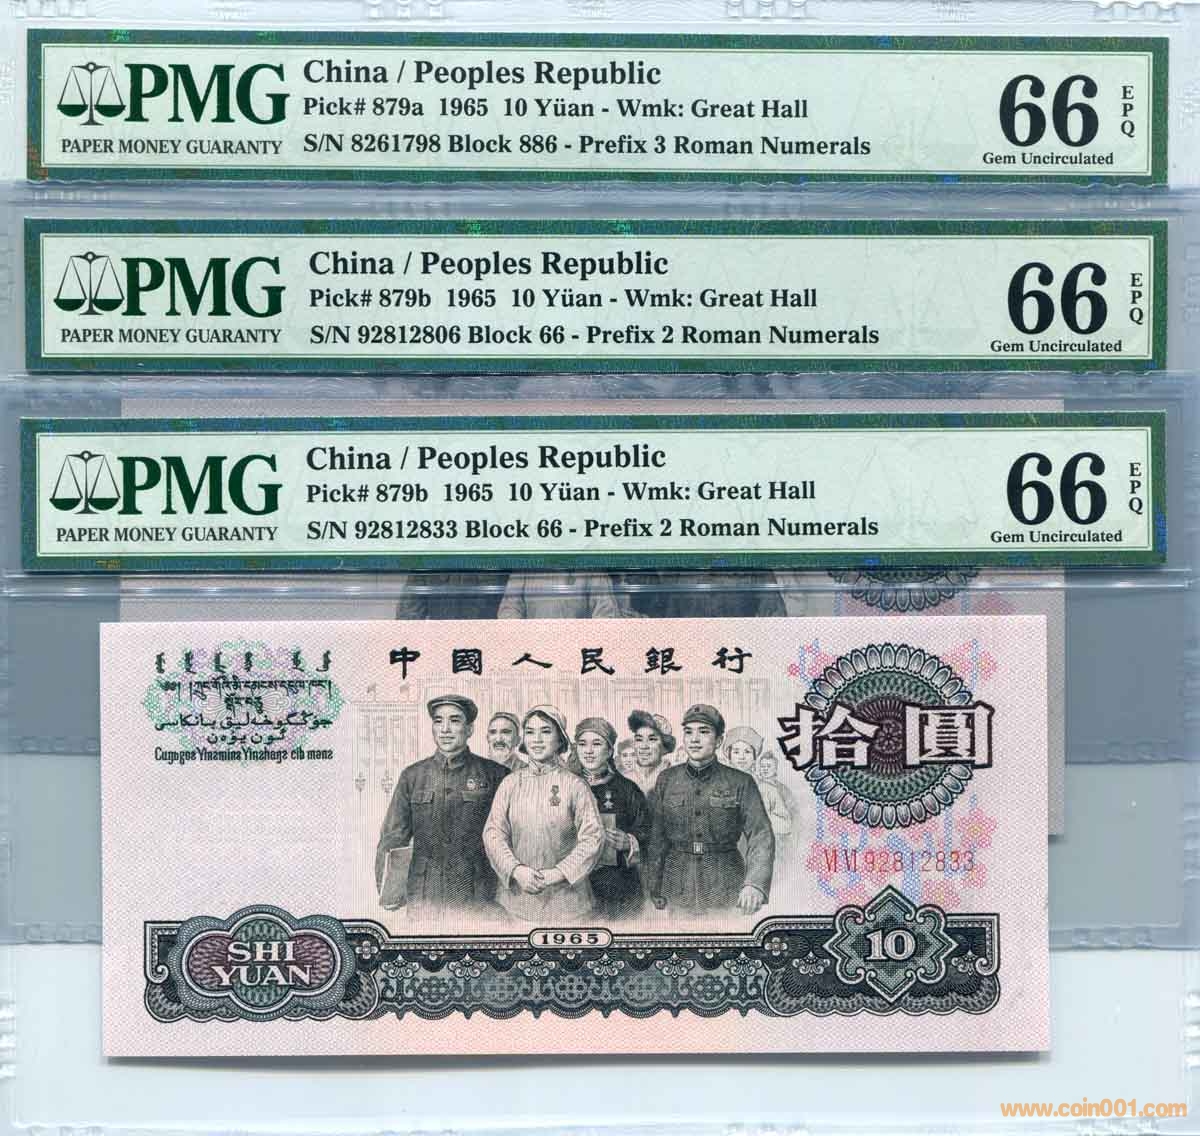 PMG
PAPER MONEY GUARANTY
China / Peoples Republic
Pick# 879a 1965 10 Yüan - Wmk: Great Hall
S/N 8261798 Block 886 - Prefix 3 Roman Numerals
66
EPQ
Gem Uncirculated
PMG
PAPER MONEY GUARANTY
China / Peoples Republic
Pick# 879b 1965 10 Yüan - Wmk: Great Hall
S/N 92812806 Block 66 - Prefix 2 Roman Numerals
66
EPQ
Gem Uncirculated
PMG
PAPER MONEY GUARANTY
China / Peoples Republic
Pick# 879b 1965 10 Yüan - Wmk: Great Hall
S/N 92812833 Block 66 - Prefix 2 Roman Numerals
66
EPQ
Gem Uncirculated
中國人民銀行
拾圓
VI VI 92812833
SHI
YUAN
1965
10
www.coin001.com